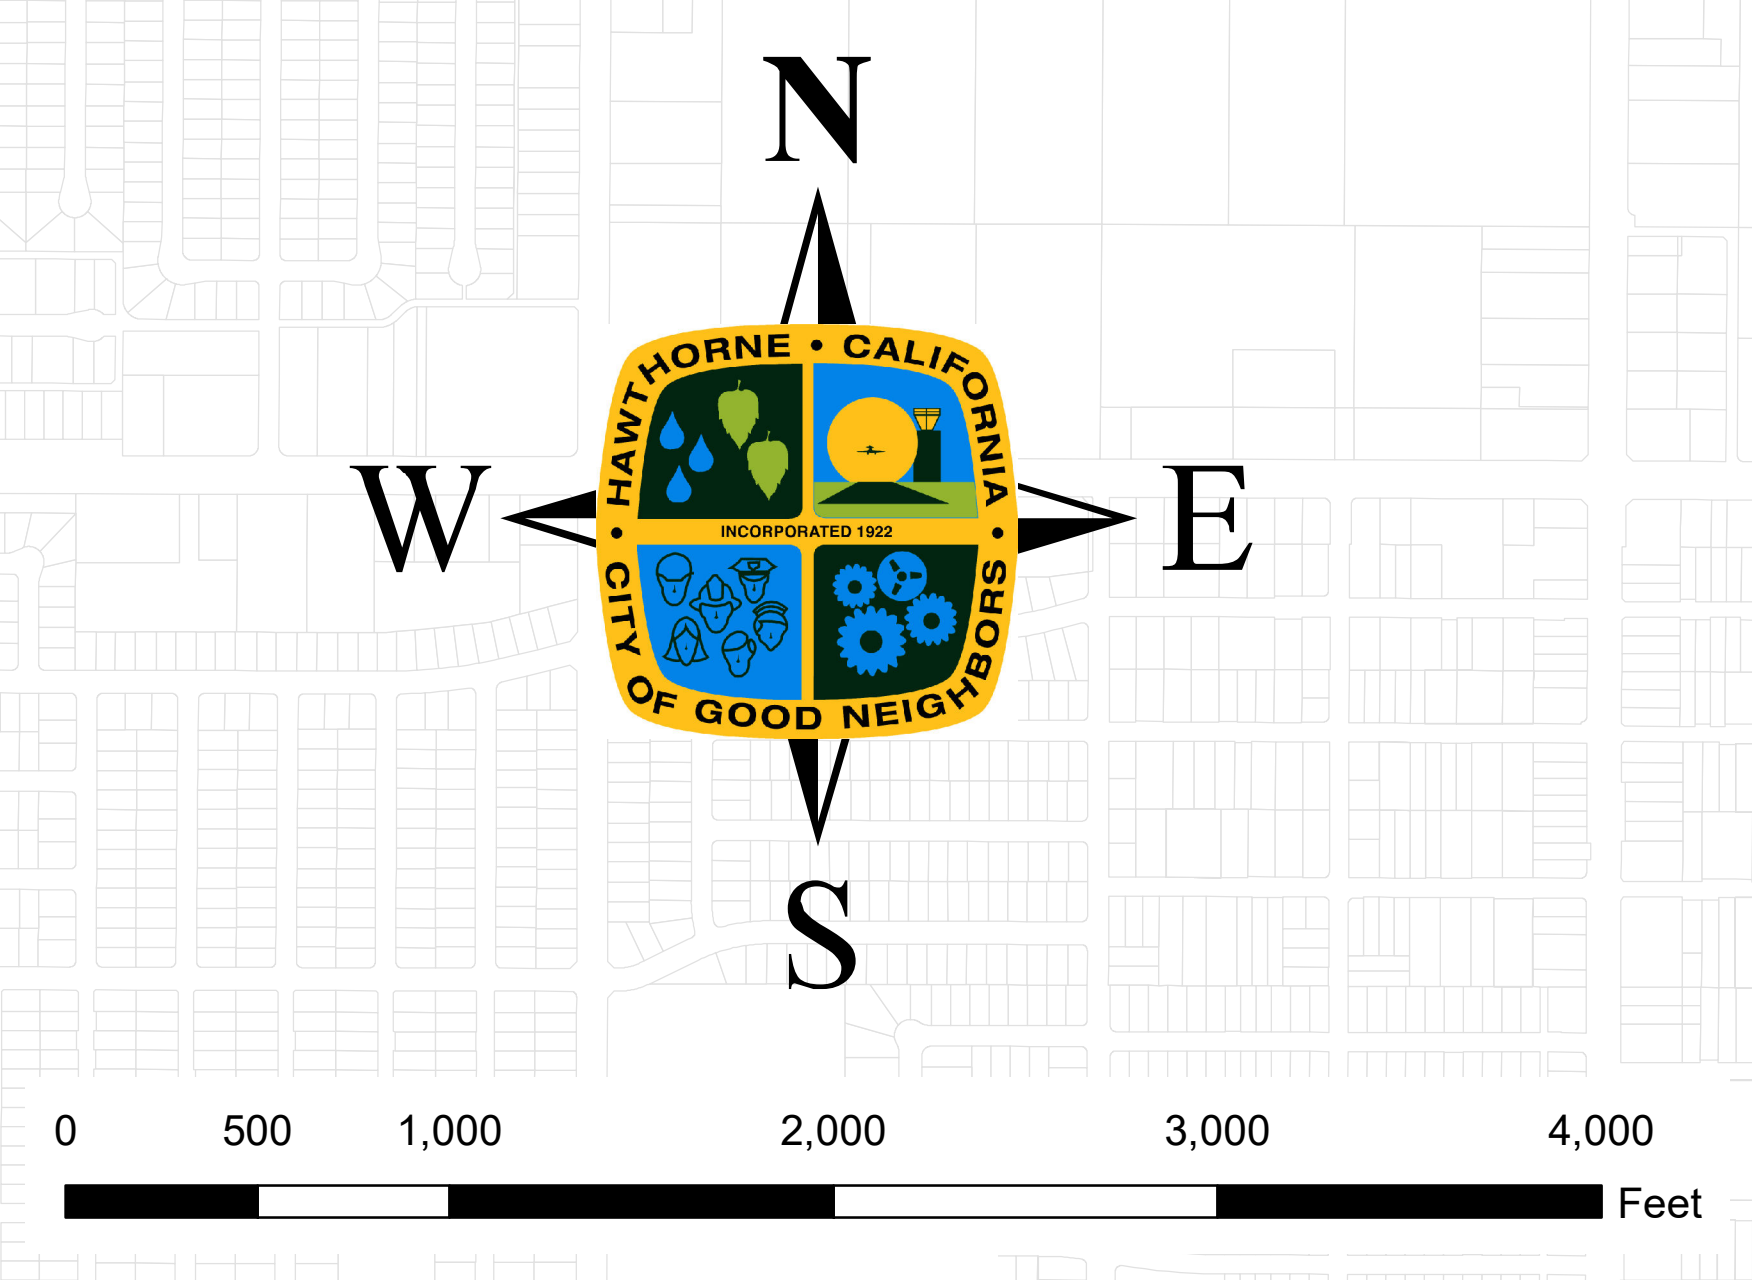 N
HAWTHORNE • CALIFORNIA
W
E
INCORPORATED 1922
• CITY OF GOOD NEIGHBORS •
S
0 500 1,000 2,000 3,000 4,000
Feet